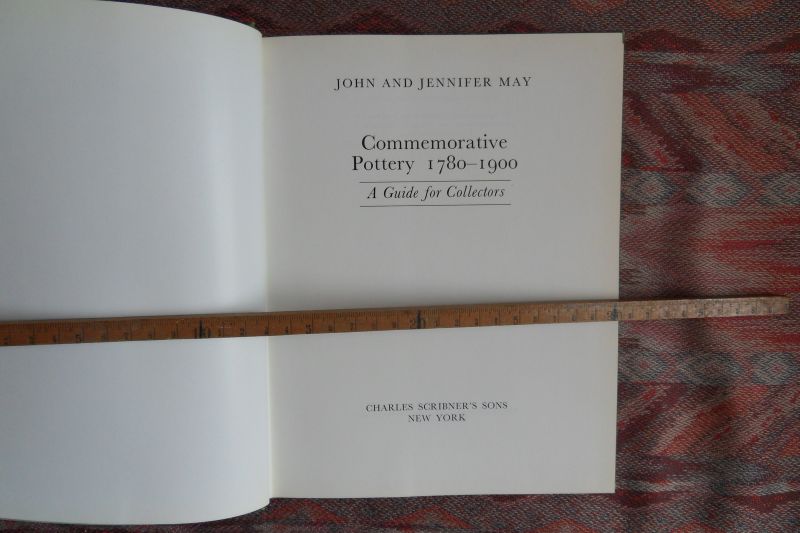 JOHN AND JENNIFER MAY
Commemorative
Pottery 1780–1900
A Guide for Collectors
CHARLES SCRIBNER'S SONS
NEW YORK